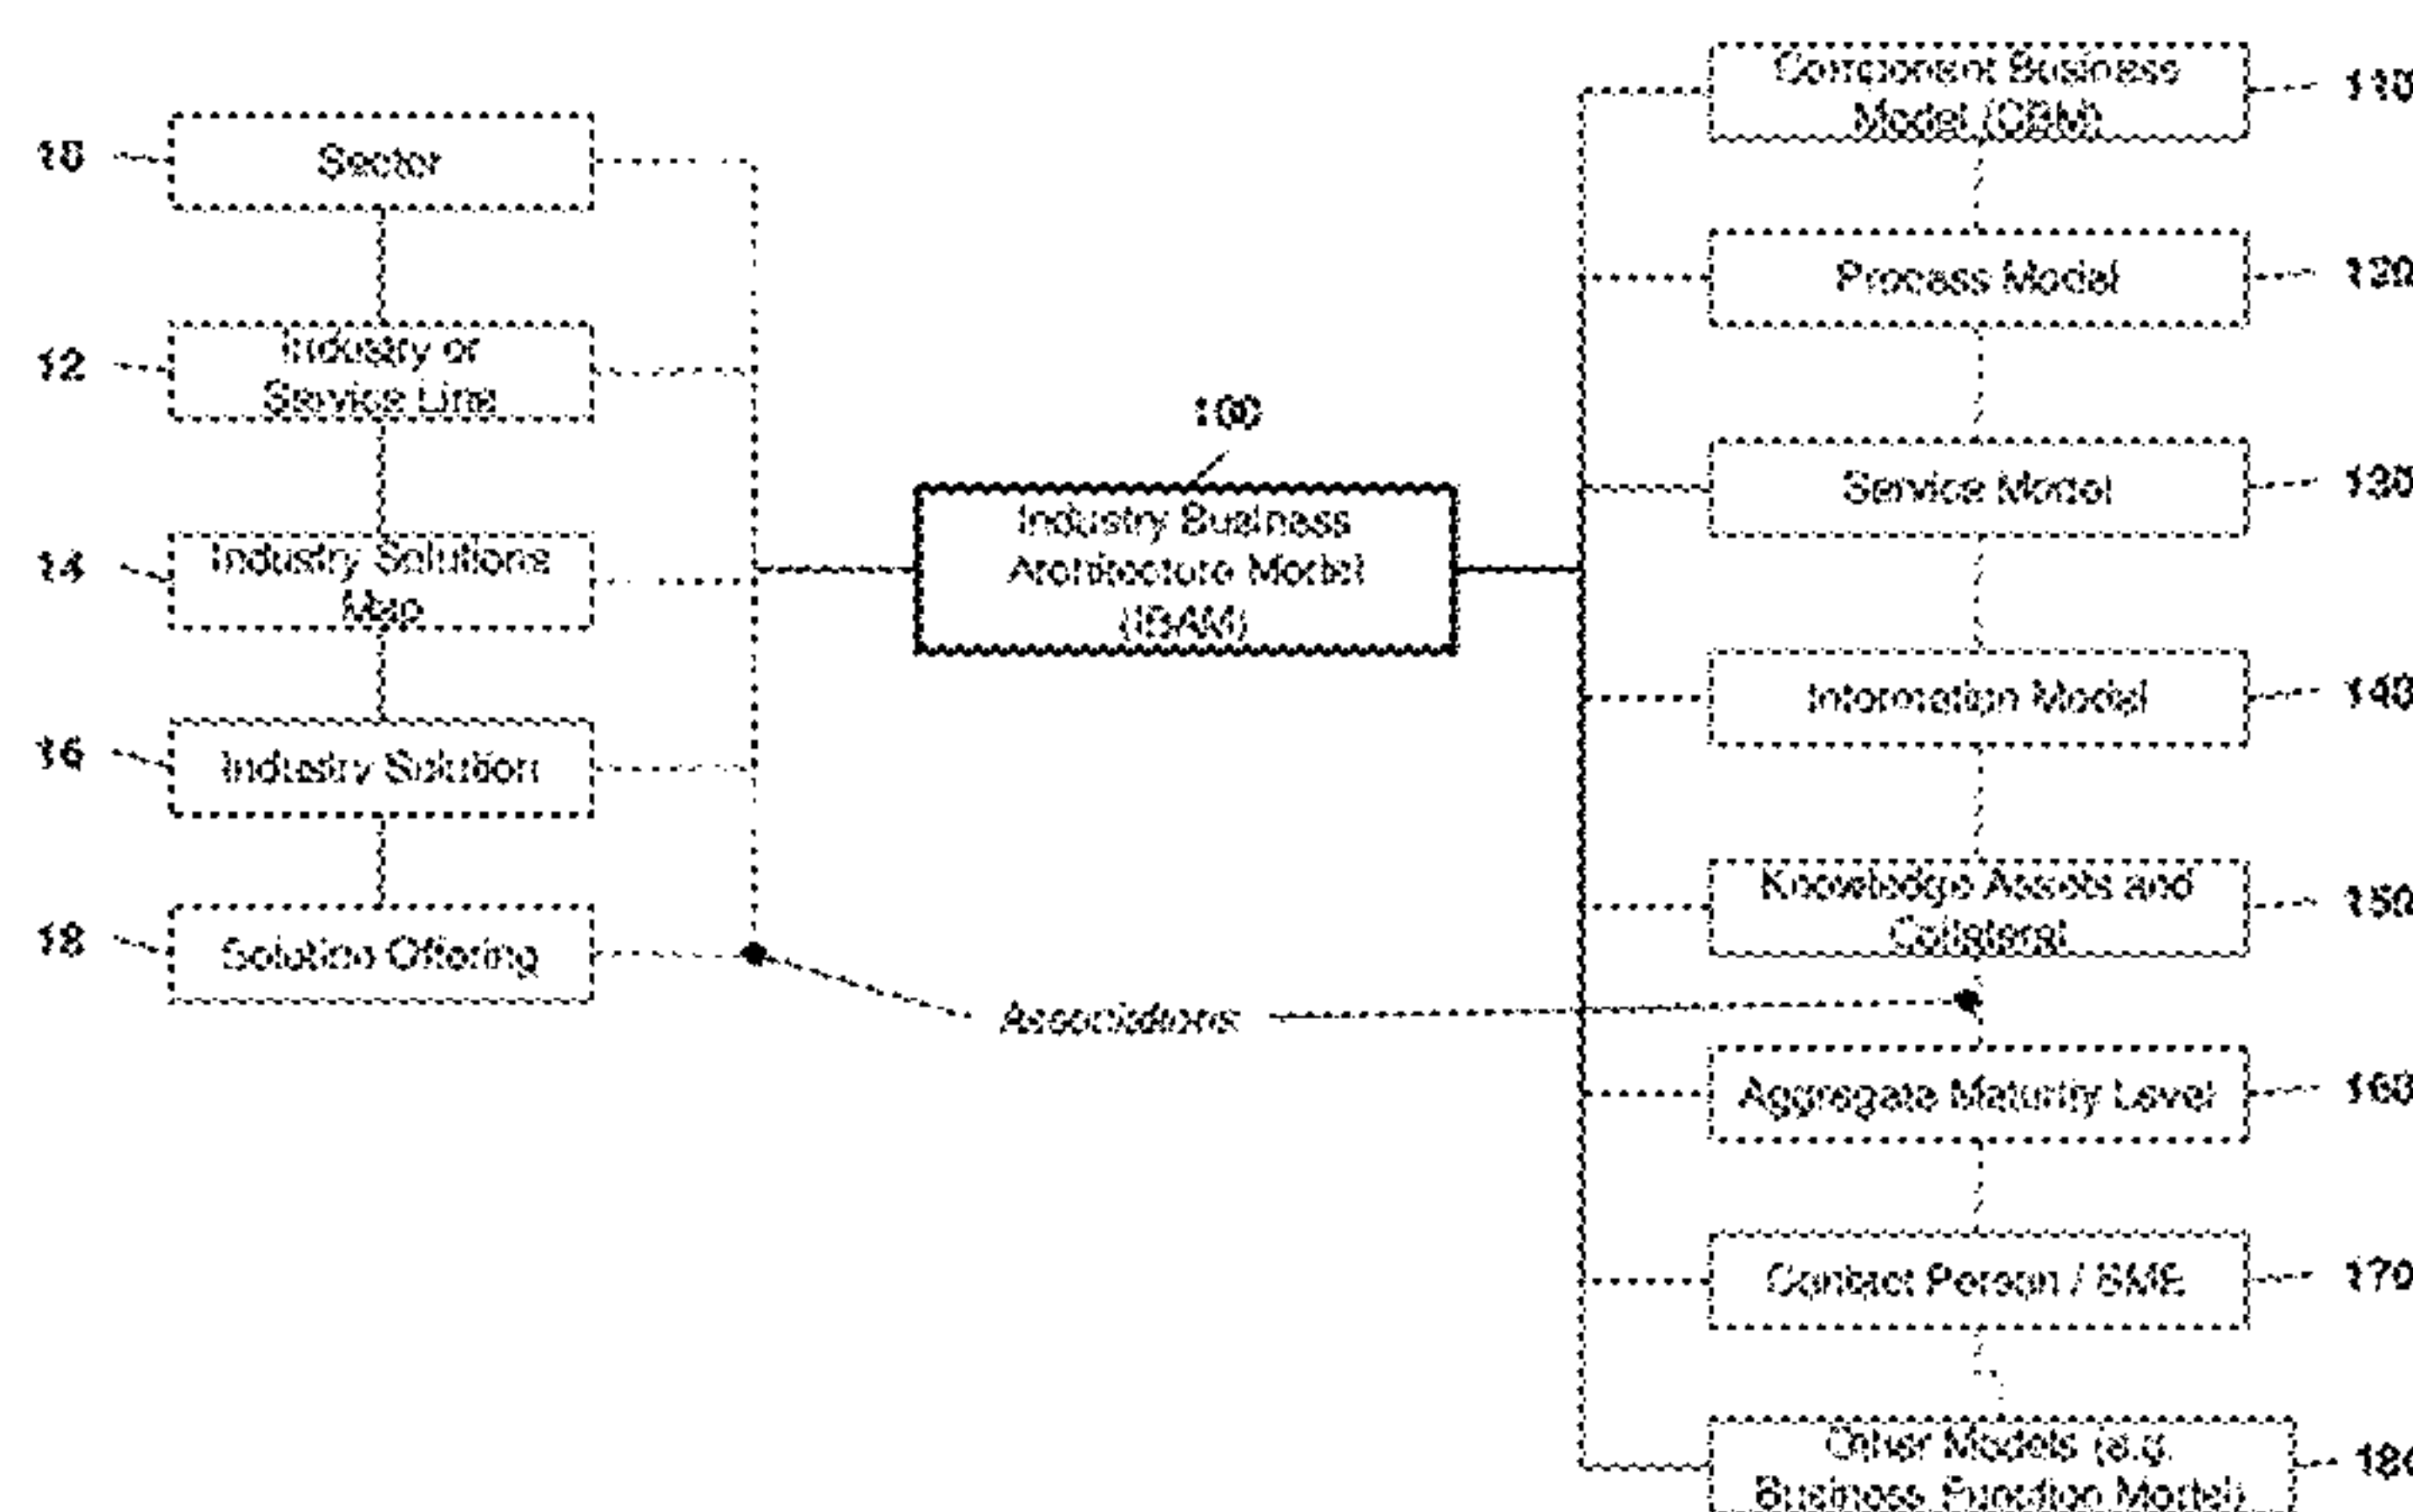 10
Sector
12
Industry or
Service Line
14
Industry Solutions
Map
16
Industry Solution
18
Solution Offering
100
Industry Business
Architecture Model
(IBAM)
Associations
Component Business
Model (CBM)
110
Process Model
120
Service Model
130
Information Model
140
Knowledge Assets and
Collateral
150
Aggregate Maturity Level
160
Contact Person / SME
170
Other Models (e.g.
Business Function Model)
180